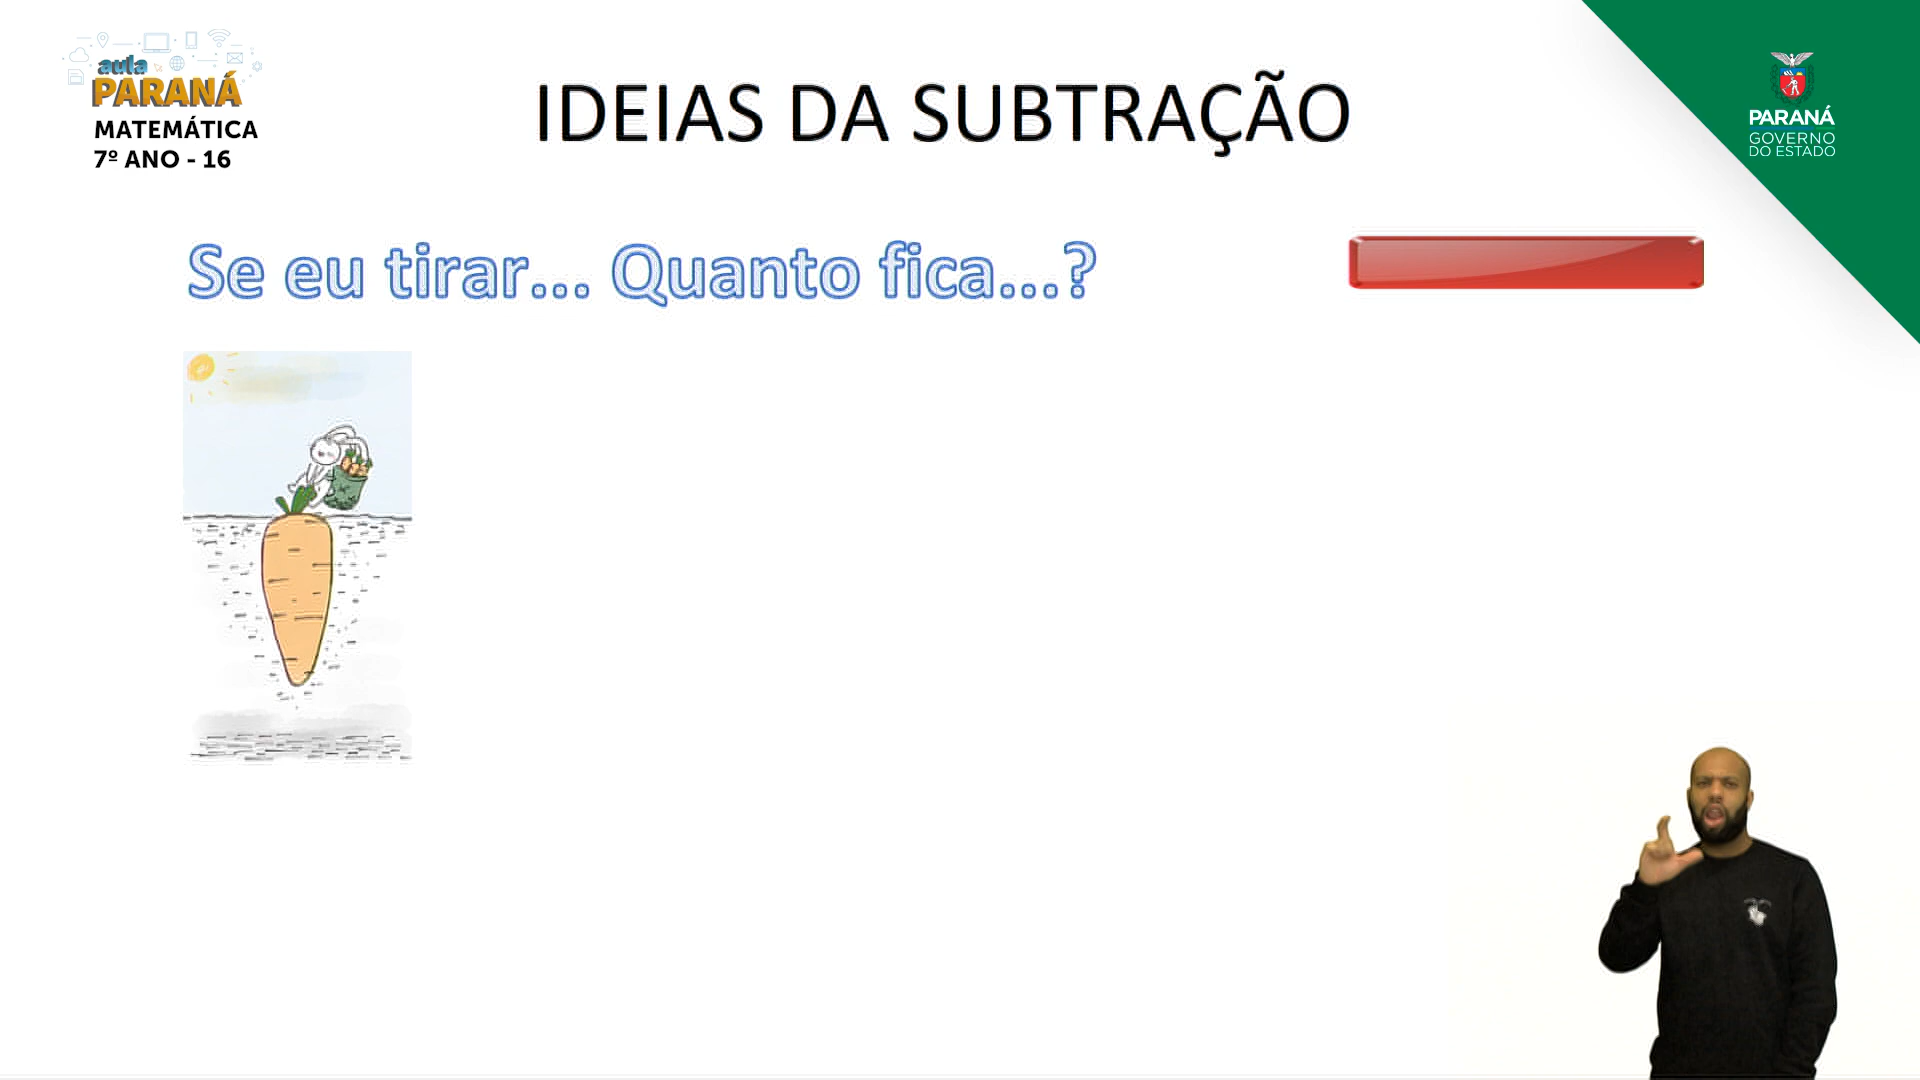 aula
PARANÁ
MATEMÁTICA
7º ANO - 16
IDEIAS DA SUBTRAÇÃO
PARANÁ
GOVERNO
DO ESTADO
Se eu tirar... Quanto fica...?